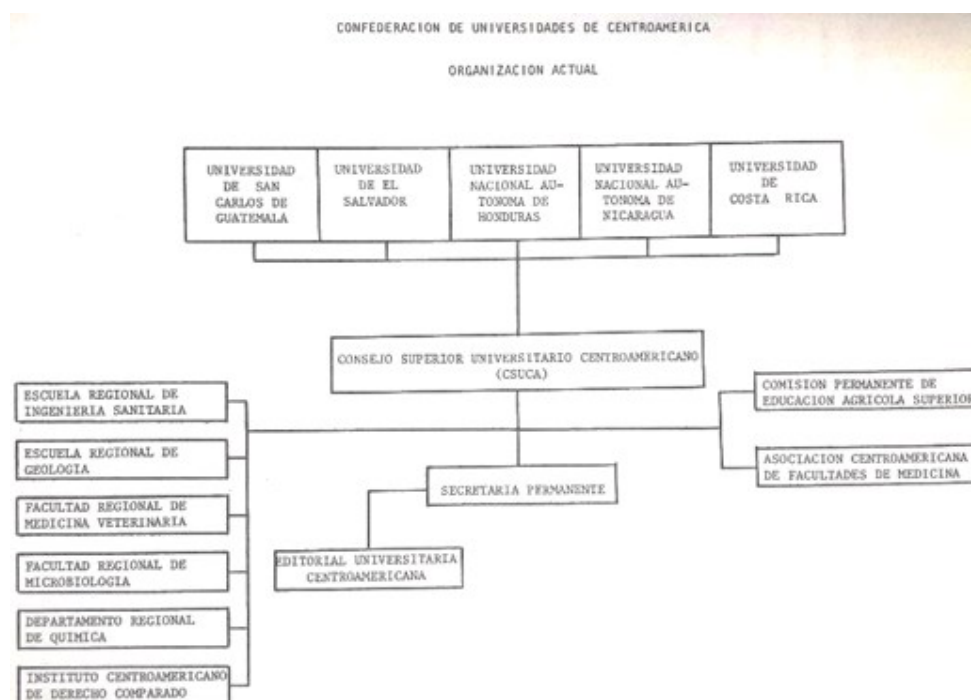 CONFEDERACION DE UNIVERSIDADES DE CENTROAMERICA
ORGANIZACION ACTUAL
UNIVERSIDAD
DE SAN
CARLOS DE
GUATEMALA
UNIVERSIDAD
DE EL
SALVADOR
UNIVERSIDAD
NACIONAL AU-
TONOMA DE
HONDURAS
UNIVERSIDAD
NACIONAL AU-
TONOMA DE
NICARAGUA
UNIVERSIDAD
DE
COSTA RICA
CONSEJO SUPERIOR UNIVERSITARIO CENTROAMERICANO
(CSUCA)
ESCUELA REGIONAL DE
INGENIERIA SANITARIA
ESCUELA REGIONAL DE
GEOLOGIA
FACULTAD REGIONAL DE
MEDICINA VETERINARIA
FACULTAD REGIONAL DE
MICROBIOLOGIA
DEPARTAMENTO REGIONAL
DE QUIMICA
INSTITUTO CENTROAMERICANO
DE DERECHO COMPARADO
SECRETARIA PERMANENTE
EDITORIAL UNIVERSITARIA
CENTROAMERICANA
COMISION PERMANENTE DE
EDUCACION AGRICOLA SUPERIOR
ASOCIACION CENTROAMERICANA
DE FACULTADES DE MEDICINA